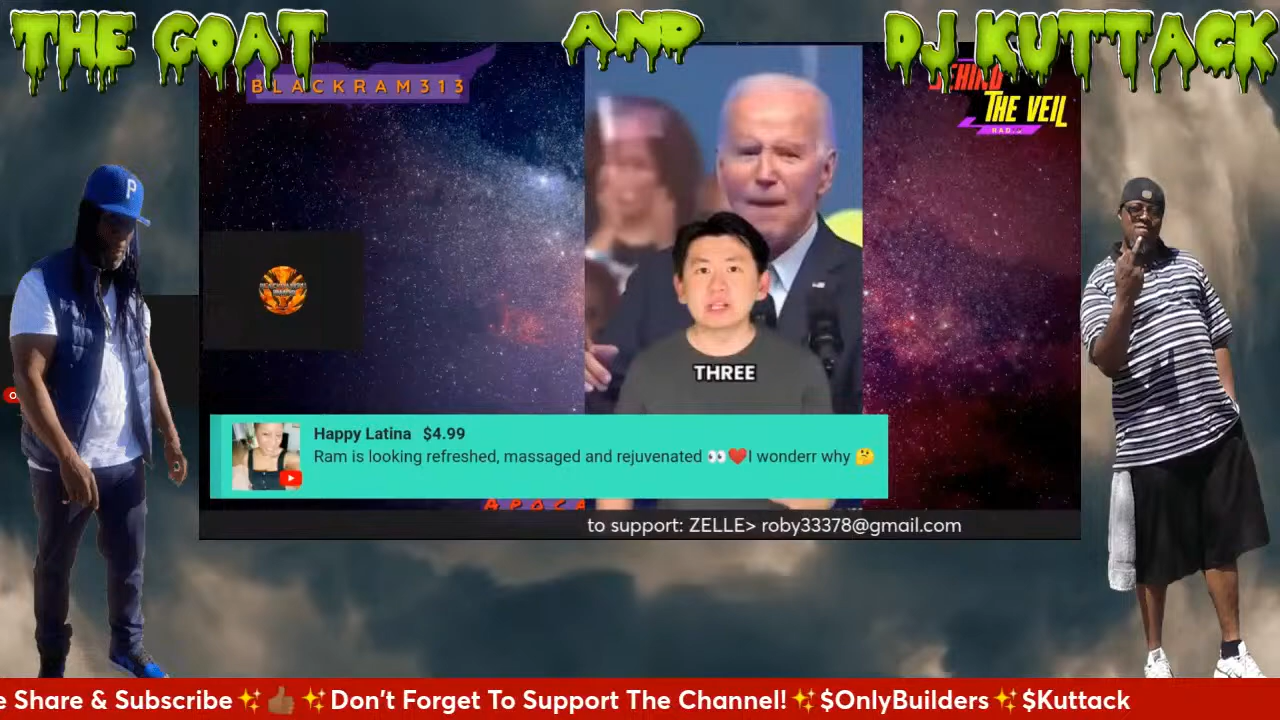 THE GOAT AND DJ KUTTACK
BLACKRAM313
THE VEIL
P
THREE
Happy Latina $4.99
Ram is looking refreshed, massaged and rejuvenated 👀❤️I wonderr why 🤔
to support: ZELLE> roby33378@gmail.com
e Share & Subscribe✨👍🏾✨Don't Forget To Support The Channel!✨$OnlyBuilders✨$Kuttack